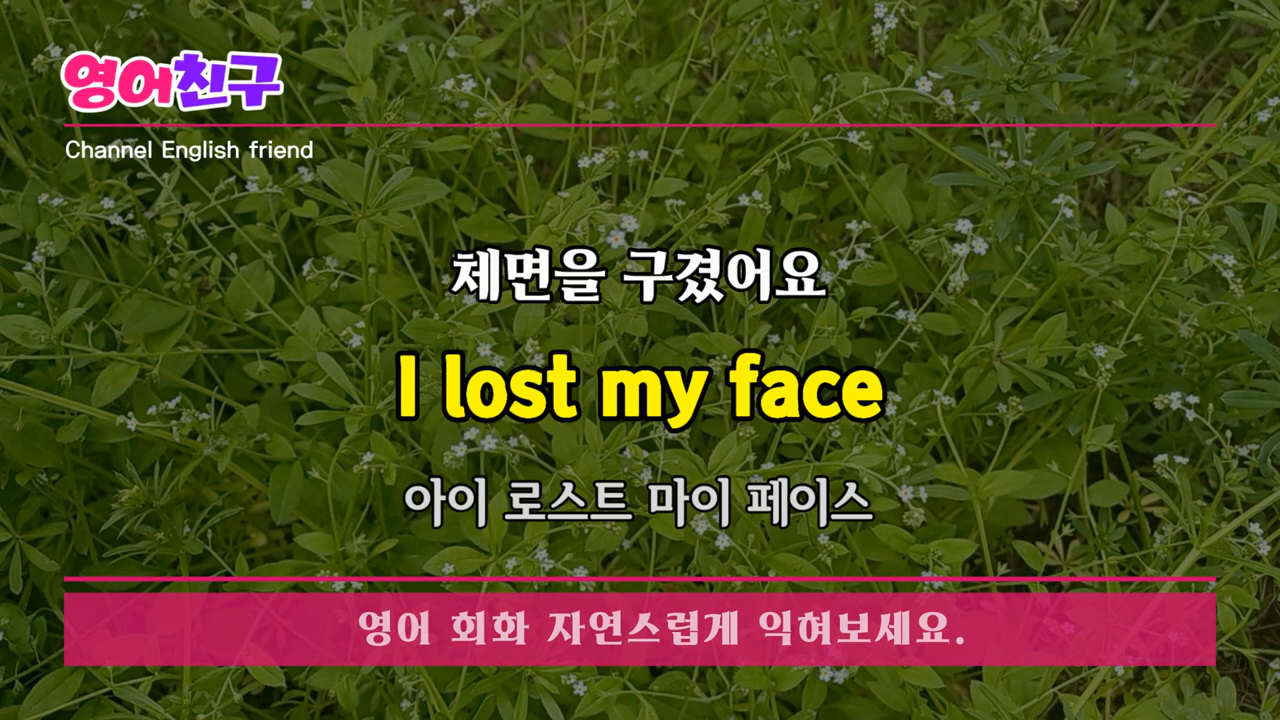 영어친구
Channel English friend
체면을 구겼어요
I lost my face
아이 로스트 마이 페이스
영어 회화 자연스럽게 익혀보세요.